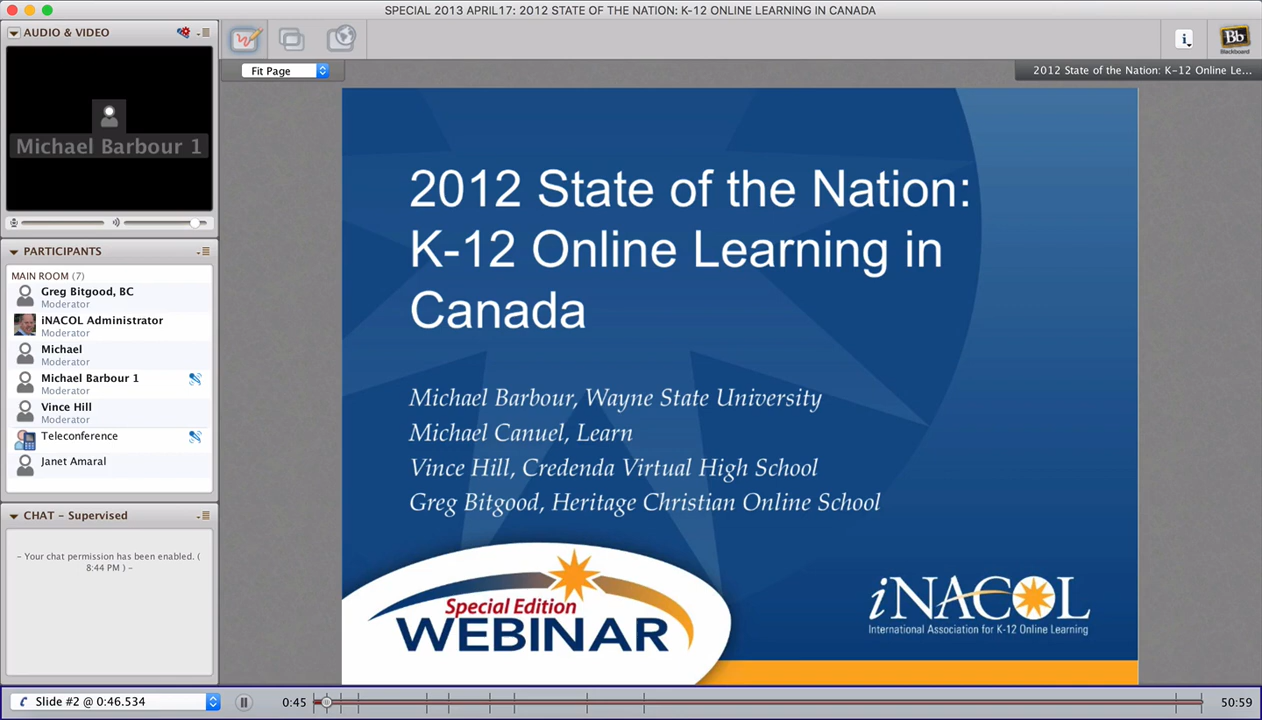 SPECIAL 2013 APRIL17: 2012 STATE OF THE NATION: K-12 ONLINE LEARNING IN CANADA
AUDIO & VIDEO
Michael Barbour 1
PARTICIPANTS
MAIN ROOM (7)
Greg Bitgood, BC
Moderator
iNACOL Administrator
Moderator
Michael
Moderator
Michael Barbour 1
Moderator
Vince Hill
Moderator
Teleconference
Janet Amaral
CHAT - Supervised
- Your chat permission has been enabled. (
8:44 PM ) -
Fit Page
Bb
Blackboard
2012 State of the Nation: K-12 Online Le...
2012 State of the Nation:
K-12 Online Learning in
Canada
Michael Barbour, Wayne State University
Michael Canuel, Learn
Vince Hill, Credenda Virtual High School
Greg Bitgood, Heritage Christian Online School
Special Edition
WEBINAR
iNACOL
International Association for K-12 Online Learning
Slide #2 @ 0:46.534
0:45
50:59